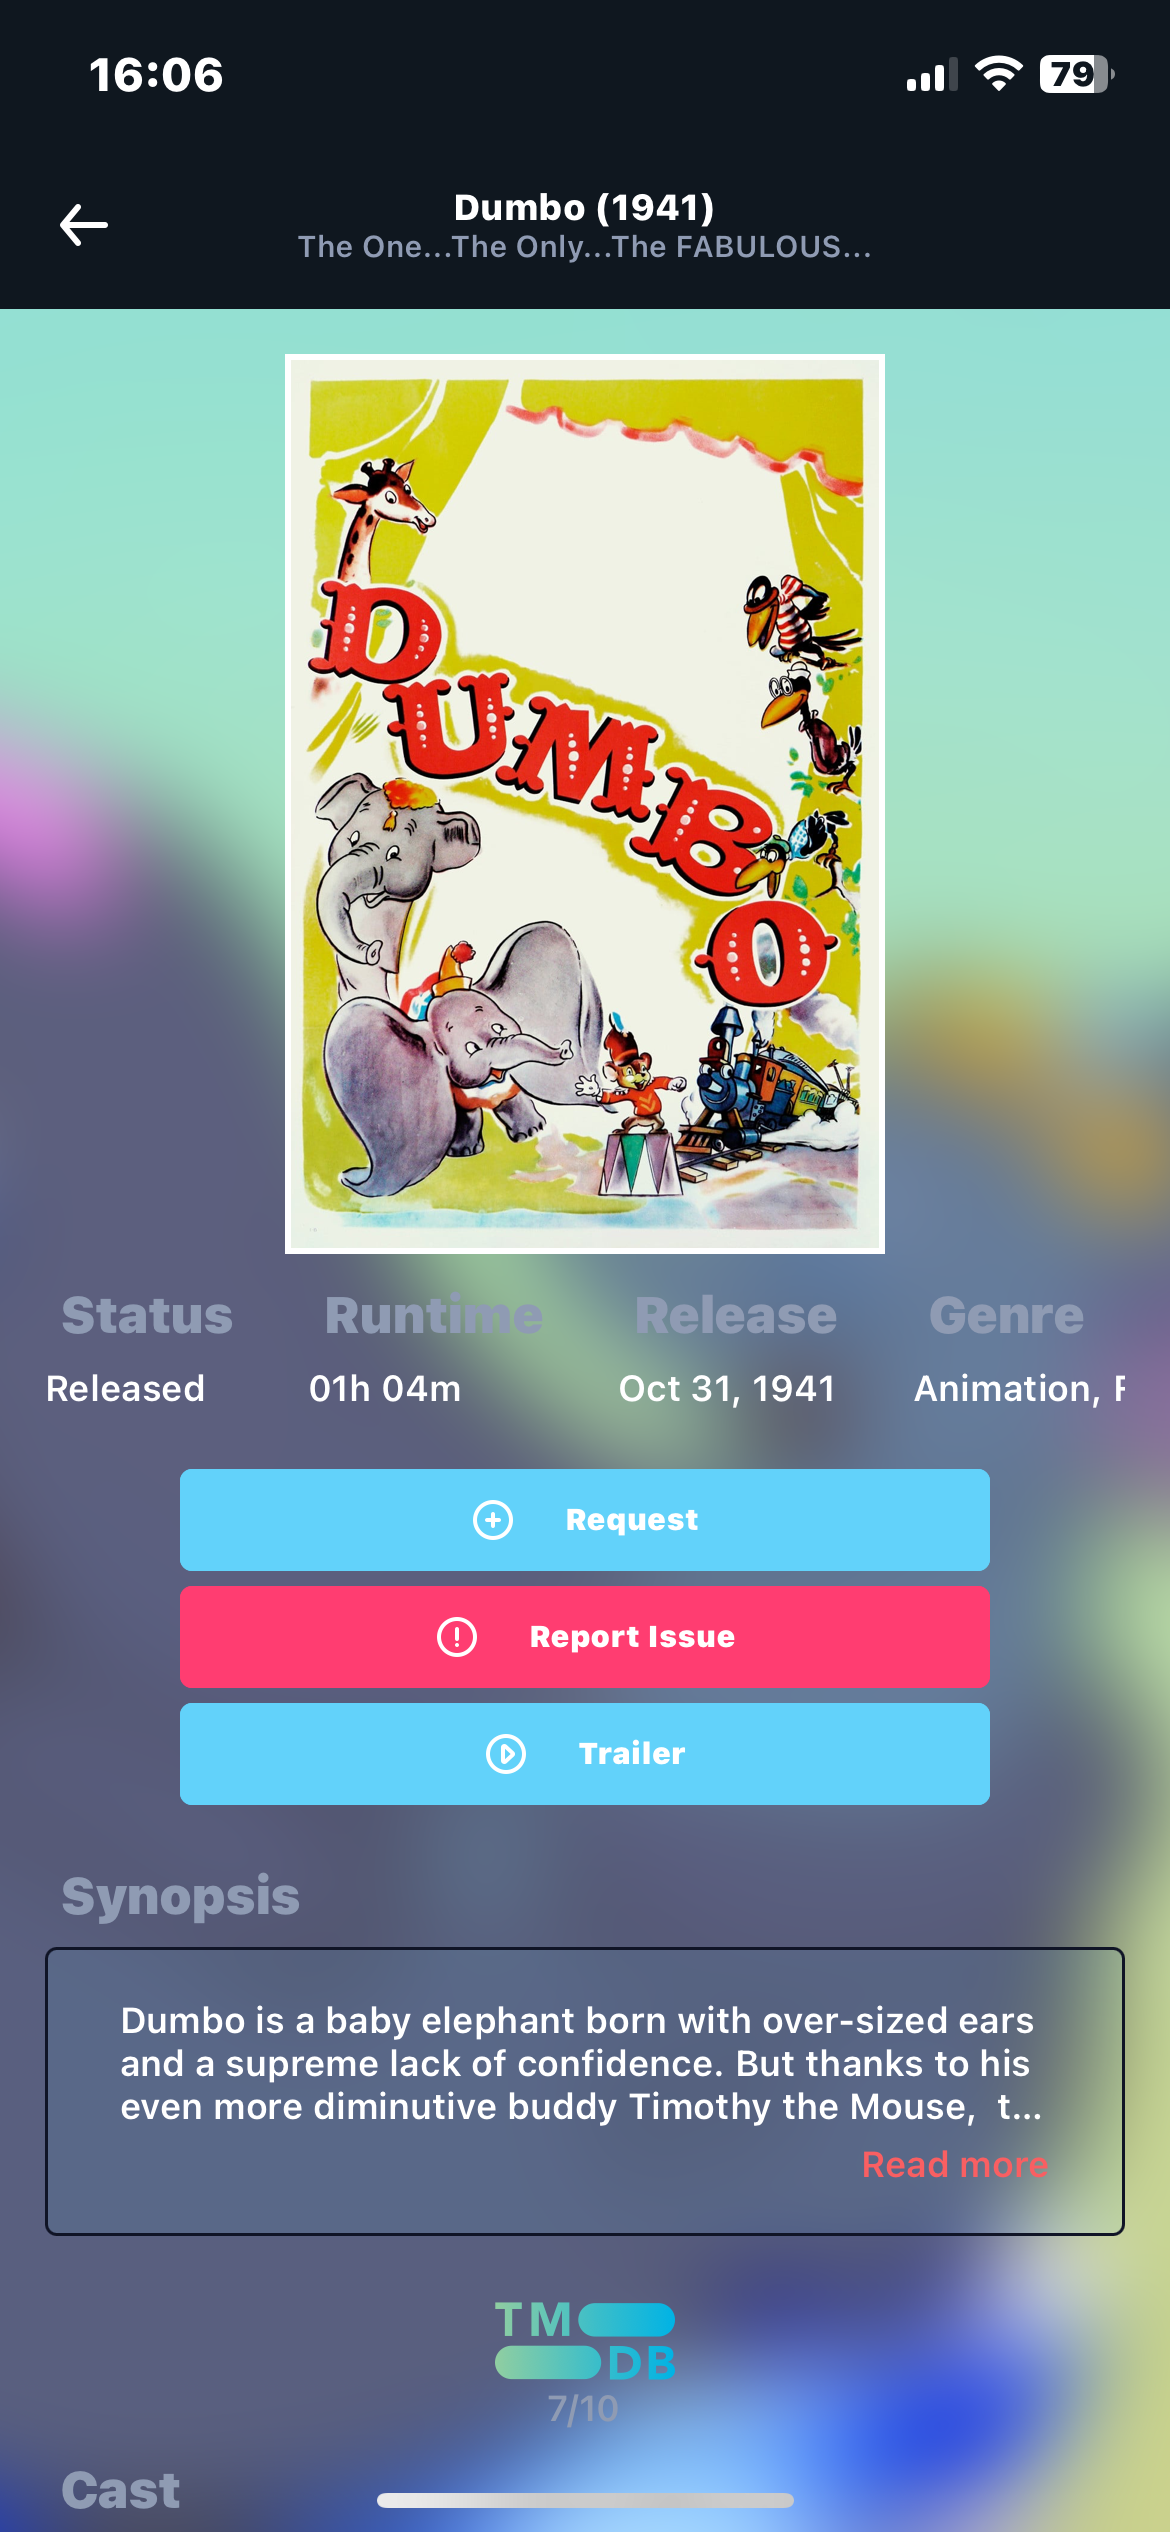 16:06
79
Dumbo (1941)
The One...The Only...The FABULOUS...
DUMBO
Status Runtime Release Genre
Released 01h 04m Oct 31, 1941 Animation,
Request
Report Issue
Trailer
Synopsis
Dumbo is a baby elephant born with over-sized ears
and a supreme lack of confidence. But thanks to his
even more diminutive buddy Timothy the Mouse, t...
Read more
TM
DB
7/10
Cast